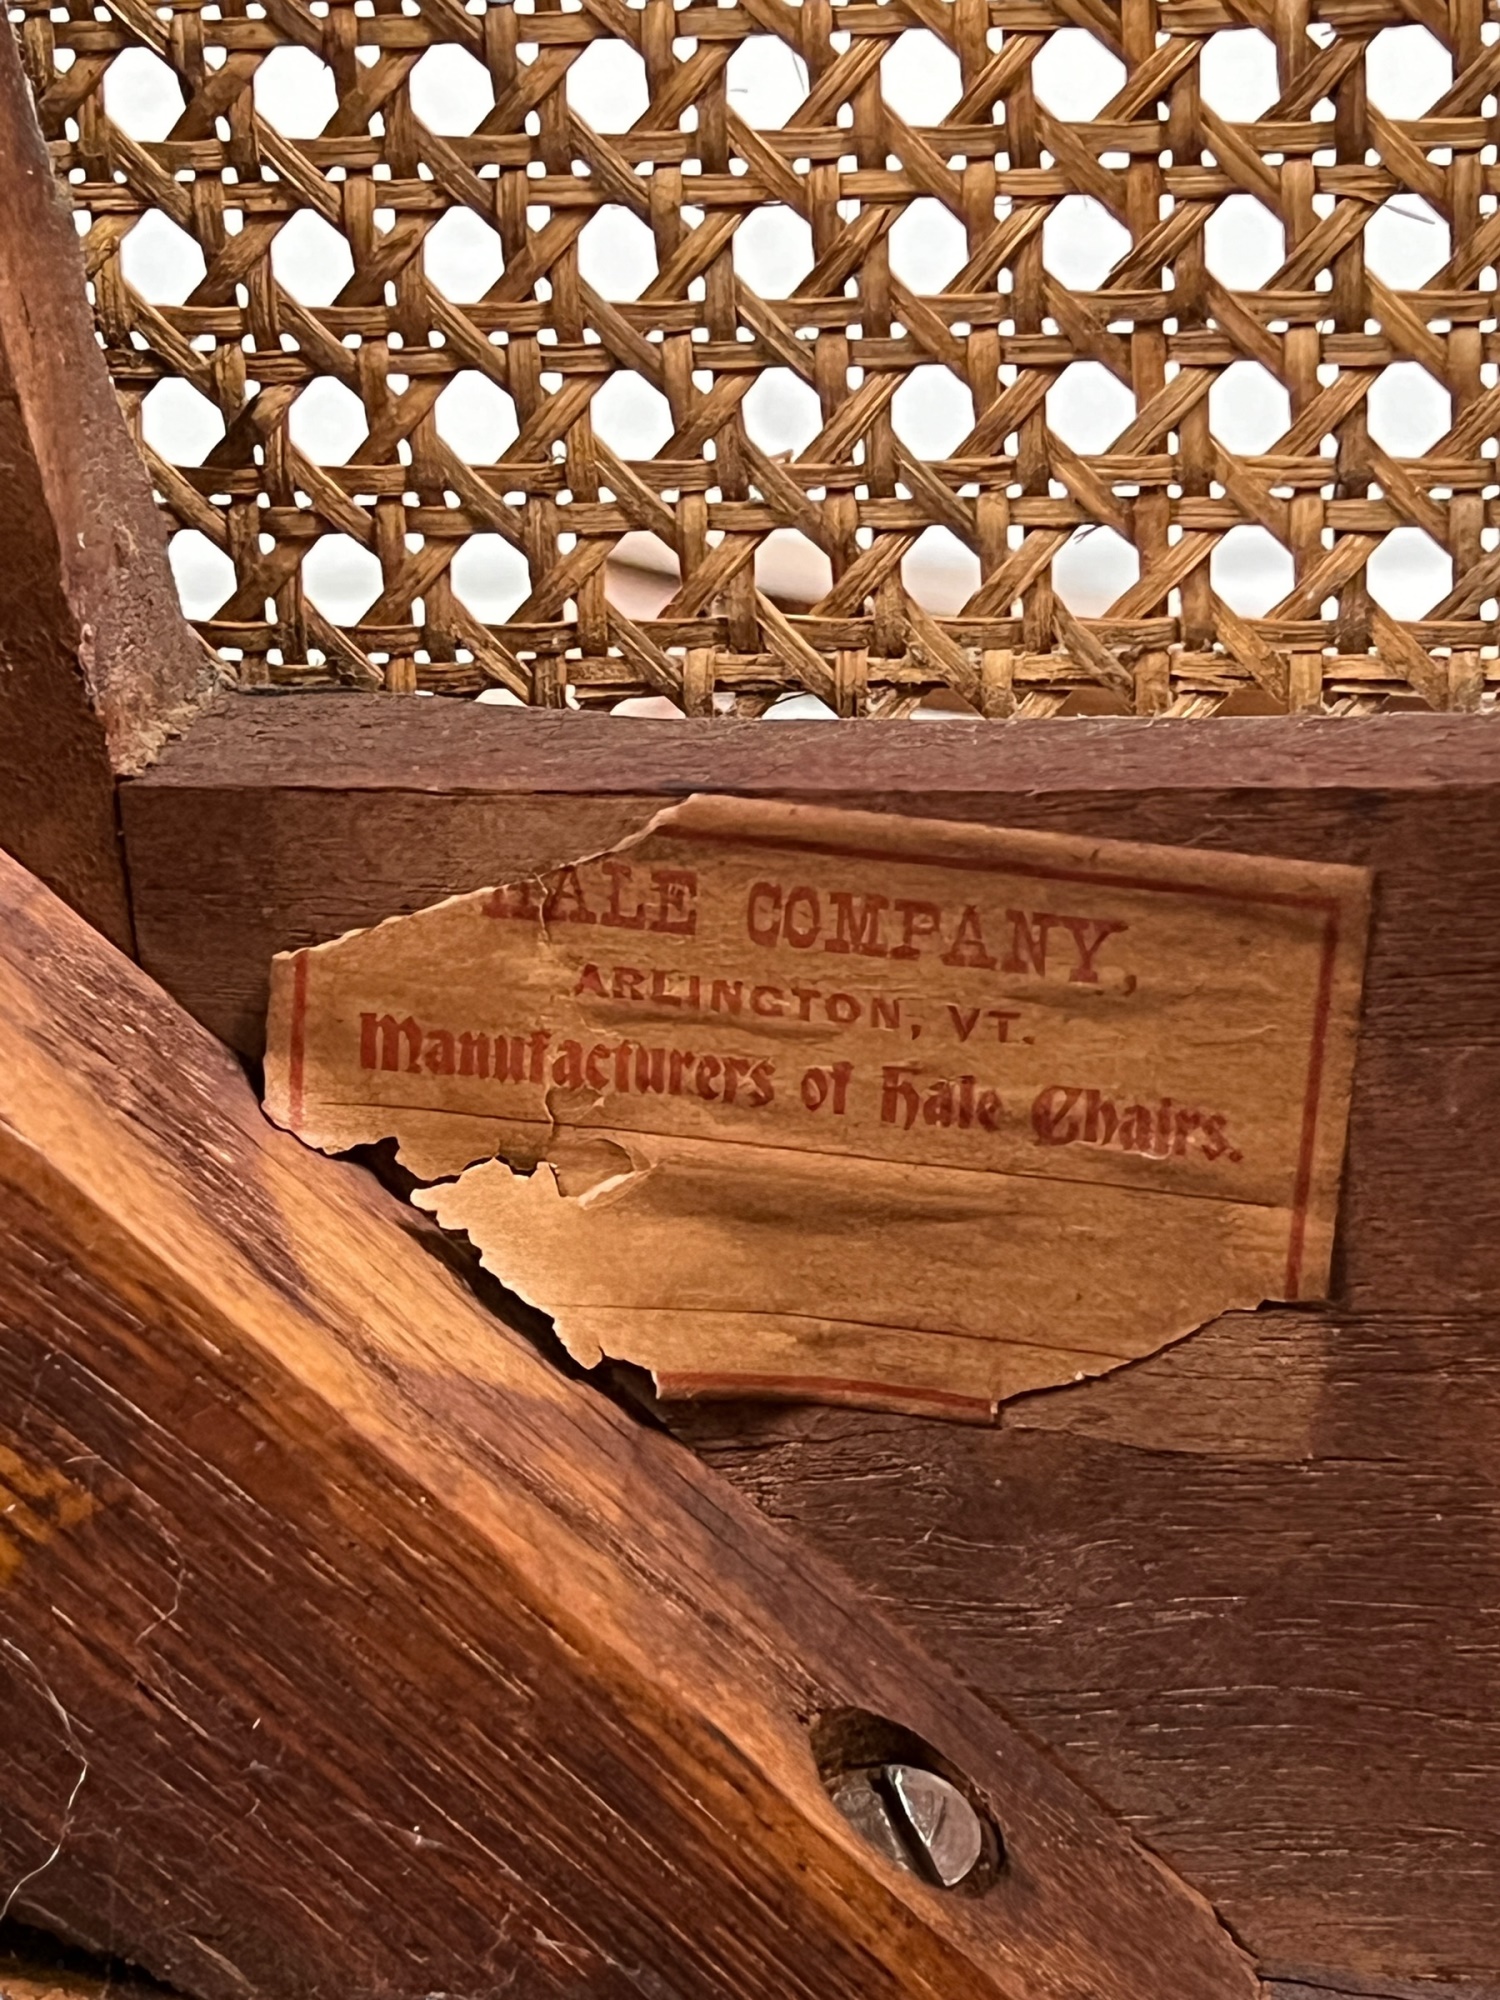 HALE COMPANY,
ARLINGTON, VT.
Manufacturers of Hale Chairs.